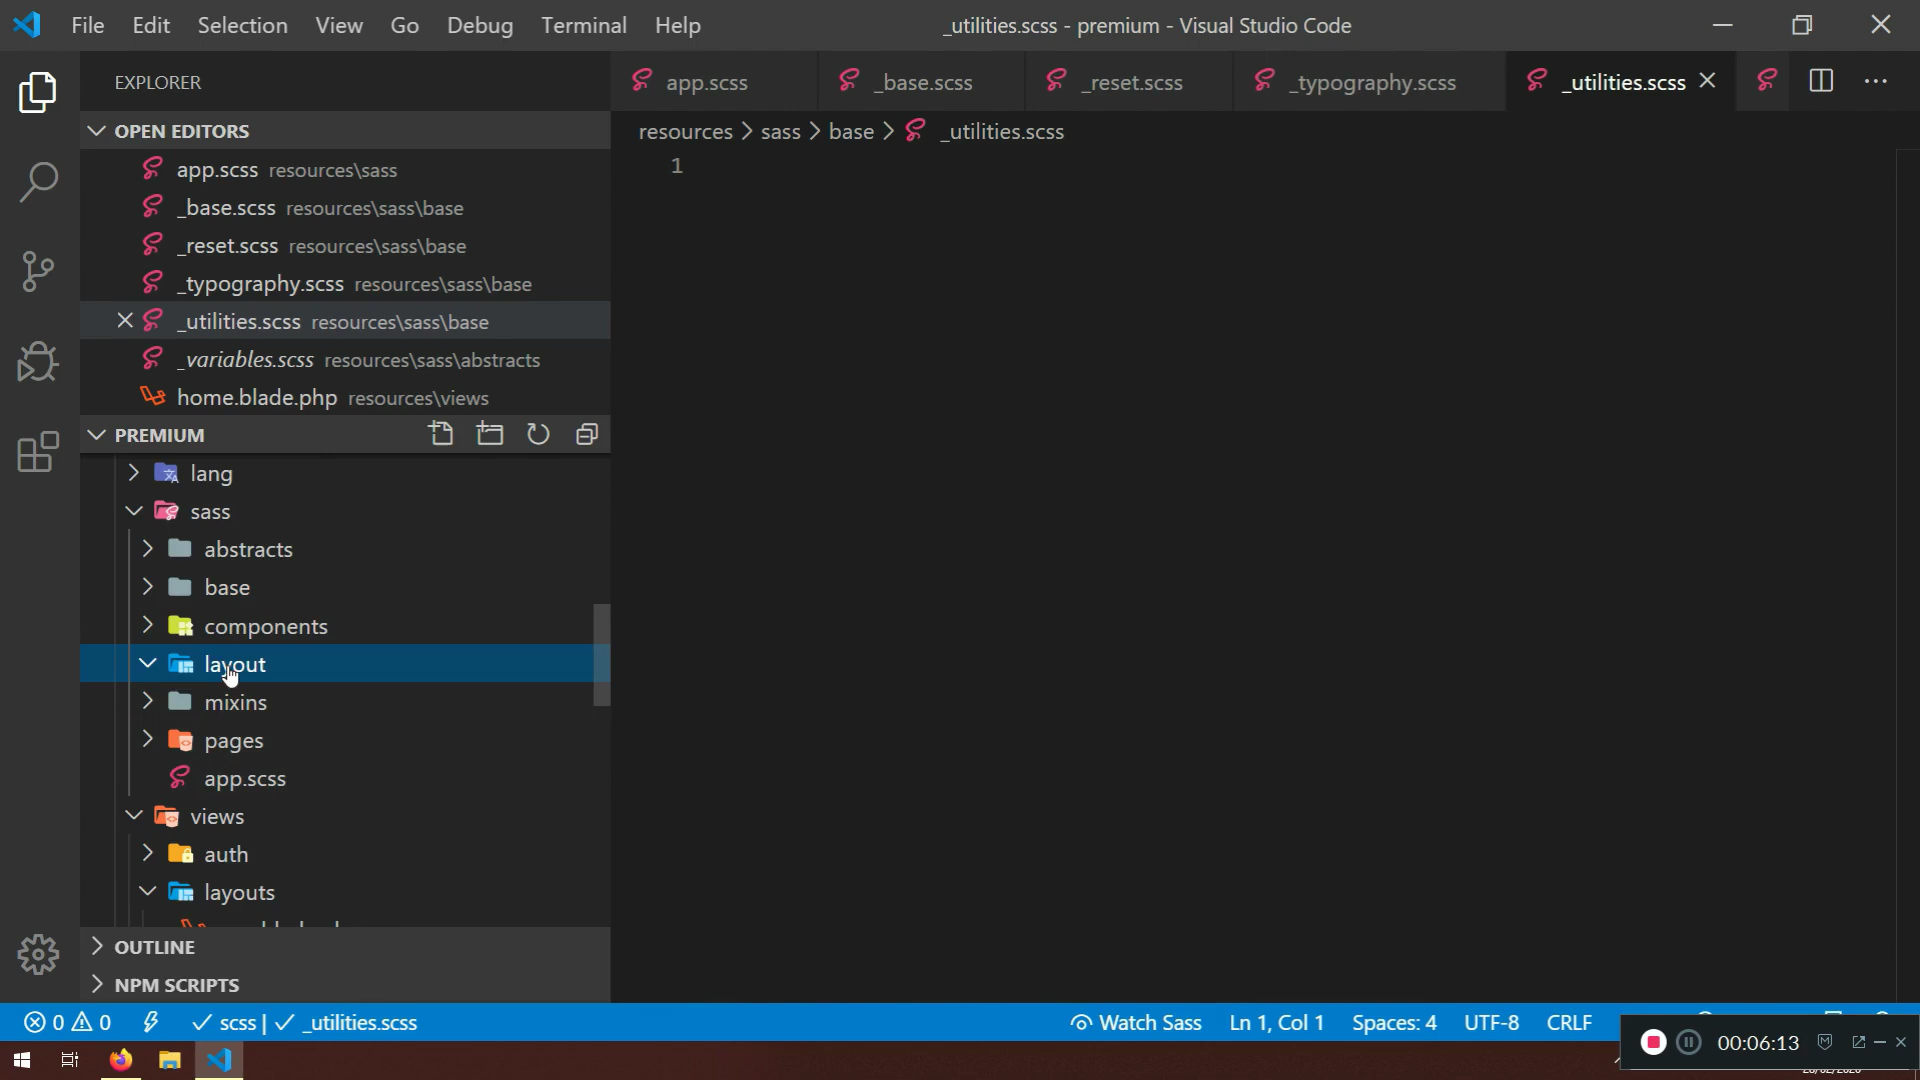 File Edit Selection View Go Debug Terminal Help _utilities.scss - premium - Visual Studio Code
EXPLORER
app.scss _base.scss _reset.scss _typography.scss _utilities.scss
OPEN EDITORS
resources > sass > base > _utilities.scss
1
app.scss resources\sass
_base.scss resources\sass\base
_reset.scss resources\sass\base
_typography.scss resources\sass\base
_utilities.scss resources\sass\base
_variables.scss resources\sass\abstracts
home.blade.php resources\views
PREMIUM
lang
sass
abstracts
base
components
layout
mixins
pages
app.scss
views
auth
layouts
OUTLINE
NPM SCRIPTS
0 0 scss | _utilities.scss Watch Sass Ln 1, Col 1 Spaces: 4 UTF-8 CRLF
00:06:13